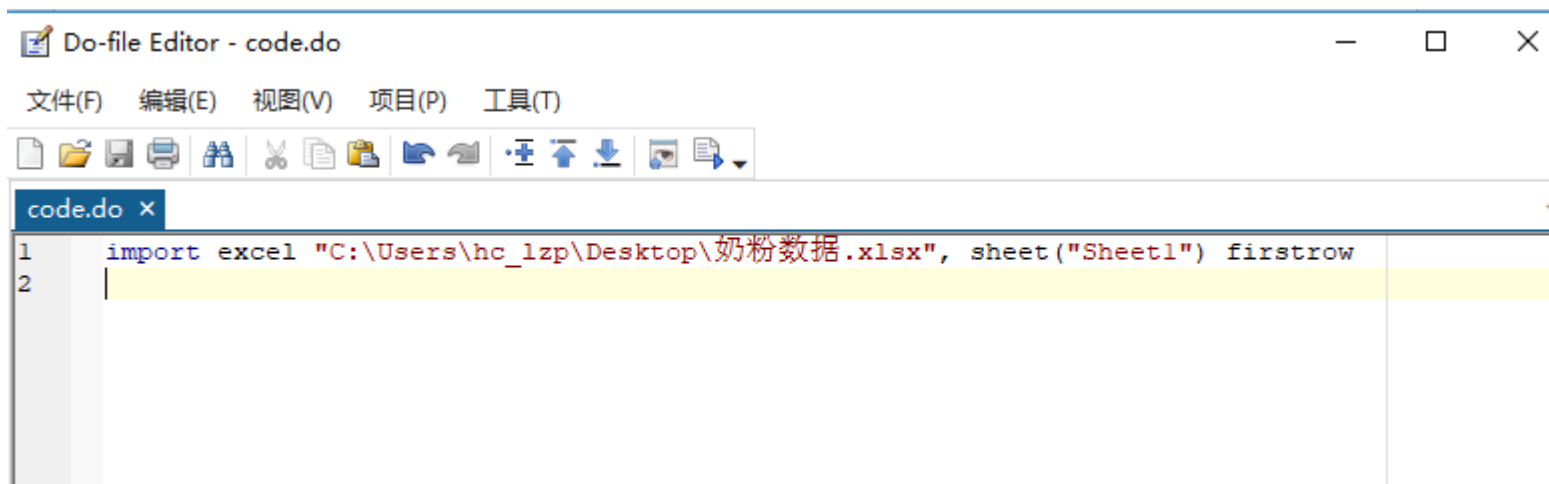 Do-file Editor - code.do
文件(F) 编辑(E) 视图(V) 项目(P) 工具(T)
code.do
1 import excel "C:\Users\hc_lzp\Desktop\奶粉数据.xlsx", sheet("Sheet1") firstrow
2